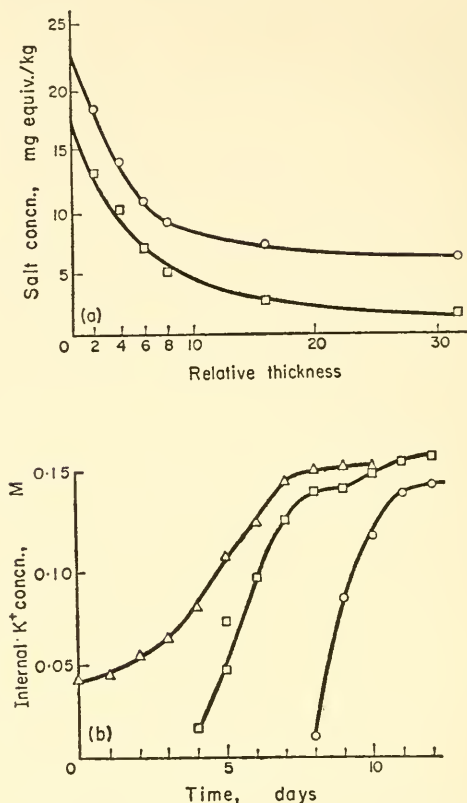 Salt concn., mg equiv./kg
25
20
15
10
5
(a)
0 2 4 6 8 10 20 30
Relative thickness
Internal K+ concn., M
0·15
0·10
0·05
(b)
0 5 10
Time, days